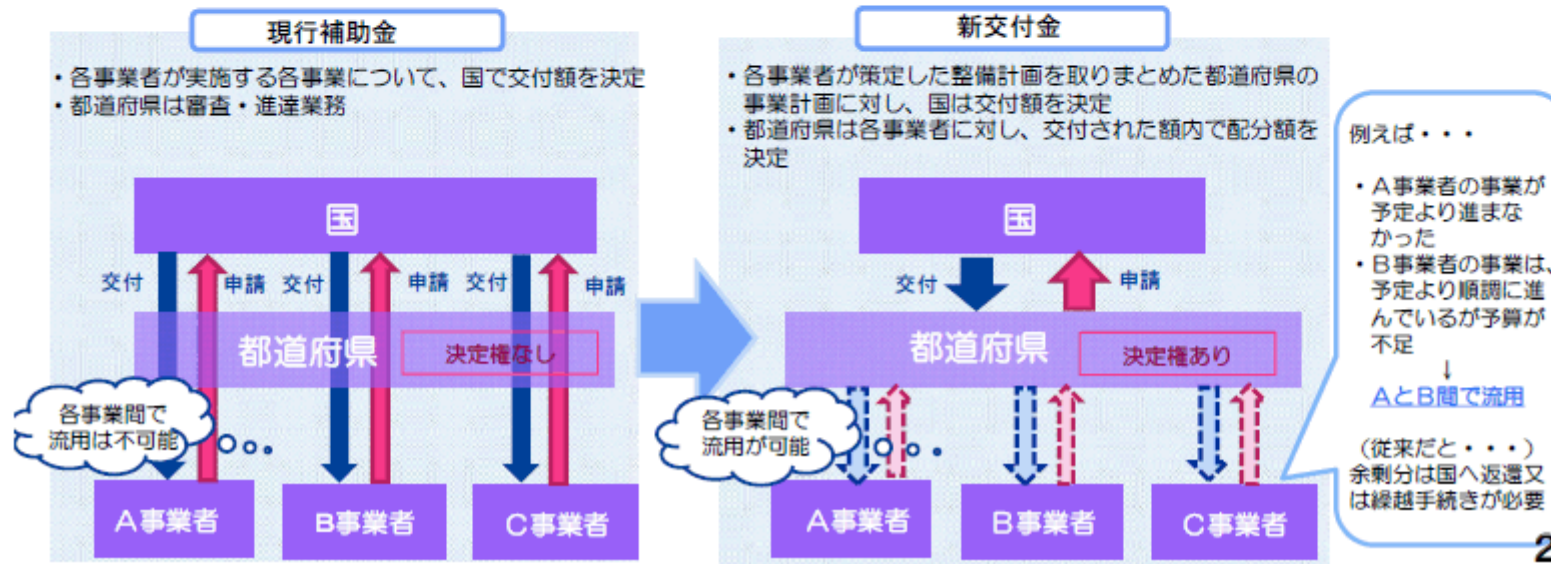 現行補助金
・各事業者が実施する各事業について、国で交付額を決定
・都道府県は審査・進達業務
国
交付
申請
交付
申請
交付
申請
都道府県
決定権なし
各事業間で
流用は不可能
A事業者
B事業者
C事業者
新交付金
・各事業者が策定した整備計画を取りまとめた都道府県の
事業計画に対し、国は交付額を決定
・都道府県は各事業者に対し、交付された額内で配分額を
決定
国
交付
申請
都道府県
決定権あり
各事業間で
流用が可能
A事業者
B事業者
C事業者
例えば・・・
・A事業者の事業が
予定より進まな
かった
・B事業者の事業は、
予定より順調に進
んでいるが予算が
不足
↓
AとB間で流用
（従来だと・・・）
余剰分は国へ返還又
は繰越手続きが必要
2